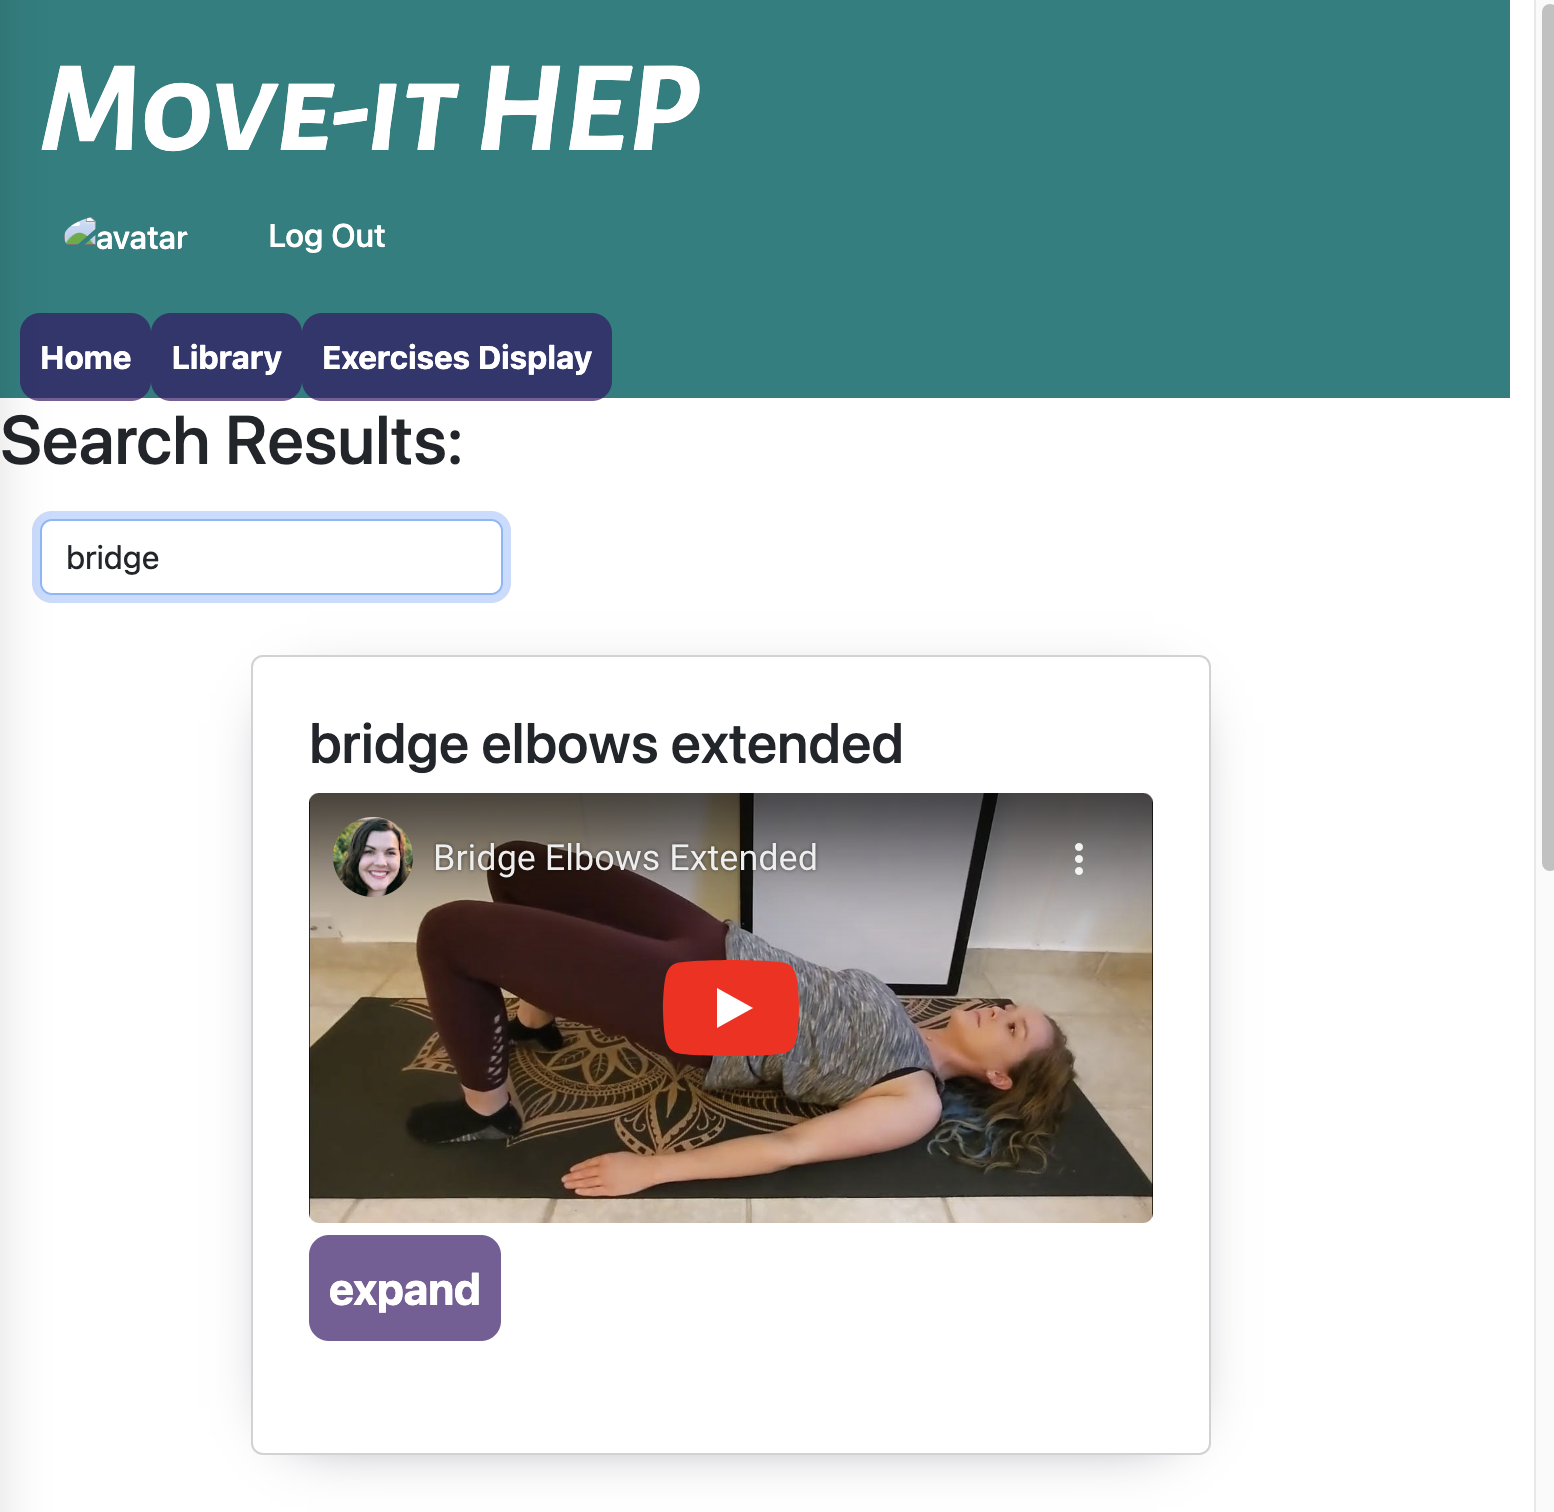 Move-it HEP
avatar Log Out
Home Library Exercises Display
Search Results:
bridge
bridge elbows extended
Bridge Elbows Extended
expand